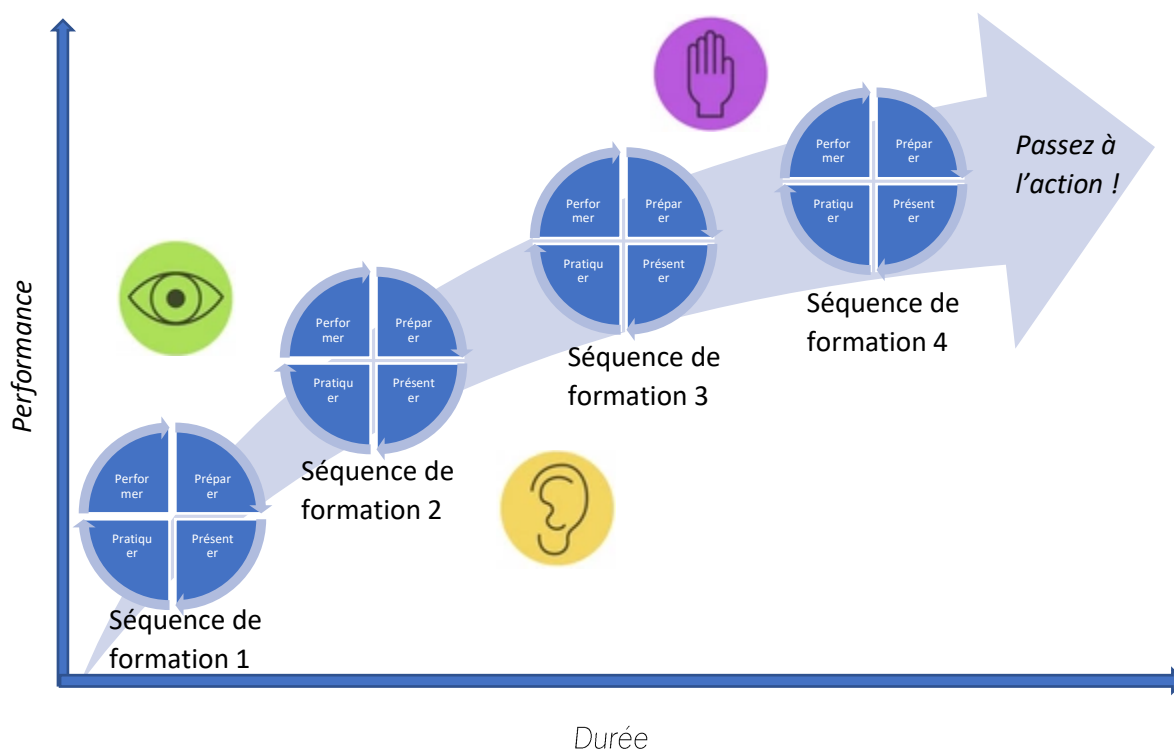 Performance
Perfor
mer
Prépar
er
Pratiqu
er
Présent
er
Séquence de
formation 1
Perfor
mer
Prépar
er
Pratiqu
er
Présent
er
Séquence de
formation 2
Perfor
mer
Prépar
er
Pratiqu
er
Présent
er
Séquence de
formation 3
Perfor
mer
Prépar
er
Pratiqu
er
Présent
er
Séquence de
formation 4
Passez à
l’action !
Durée